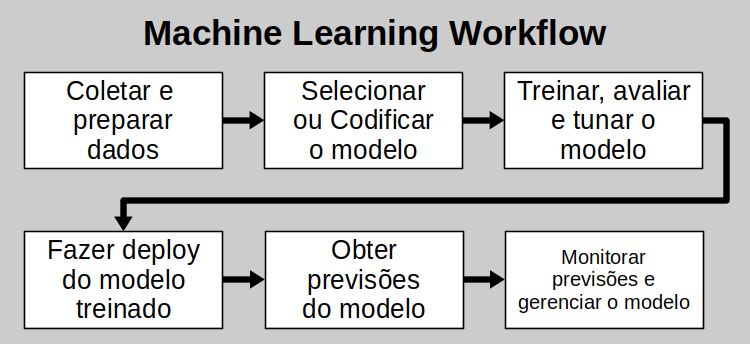 Machine Learning Workflow
Coletar e
preparar
dados
Selecionar
ou Codificar
o modelo
Treinar, avaliar
e tunar o
modelo
Fazer deploy
do modelo
treinado
Obter
previsões
do modelo
Monitorar
previsões e
gerenciar o modelo